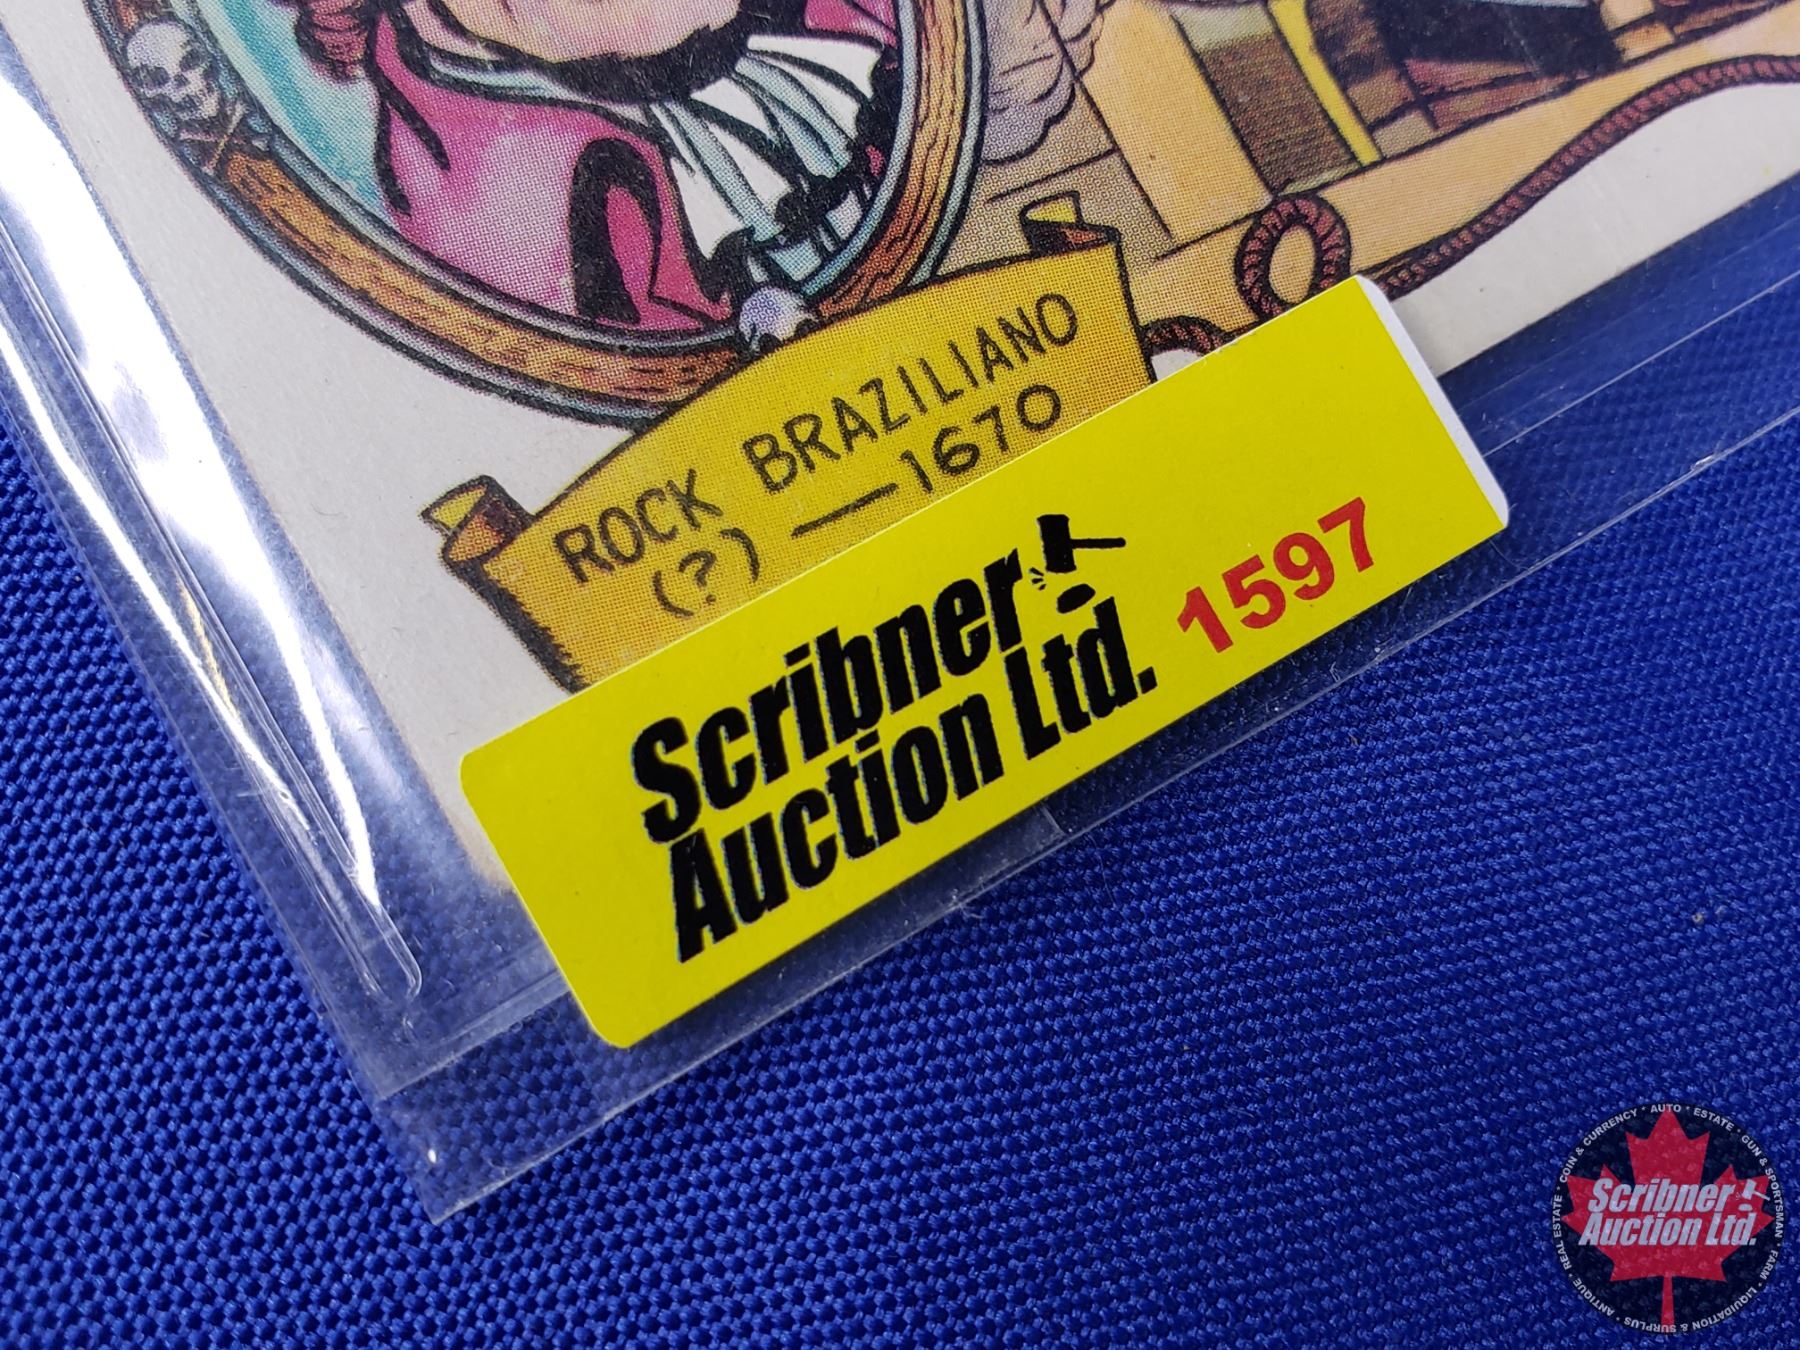 ROCK BRAZILIANO
(?) — 1670
Scribner
Auction Ltd.
1597
COIN & CURRENCY * AUTO * ESTATE * GUN & SPORTSMAN * FARM * LIQUIDATION & SURPLUS * ANTIQUE * REAL ESTATE *
Scribner
Auction Ltd.